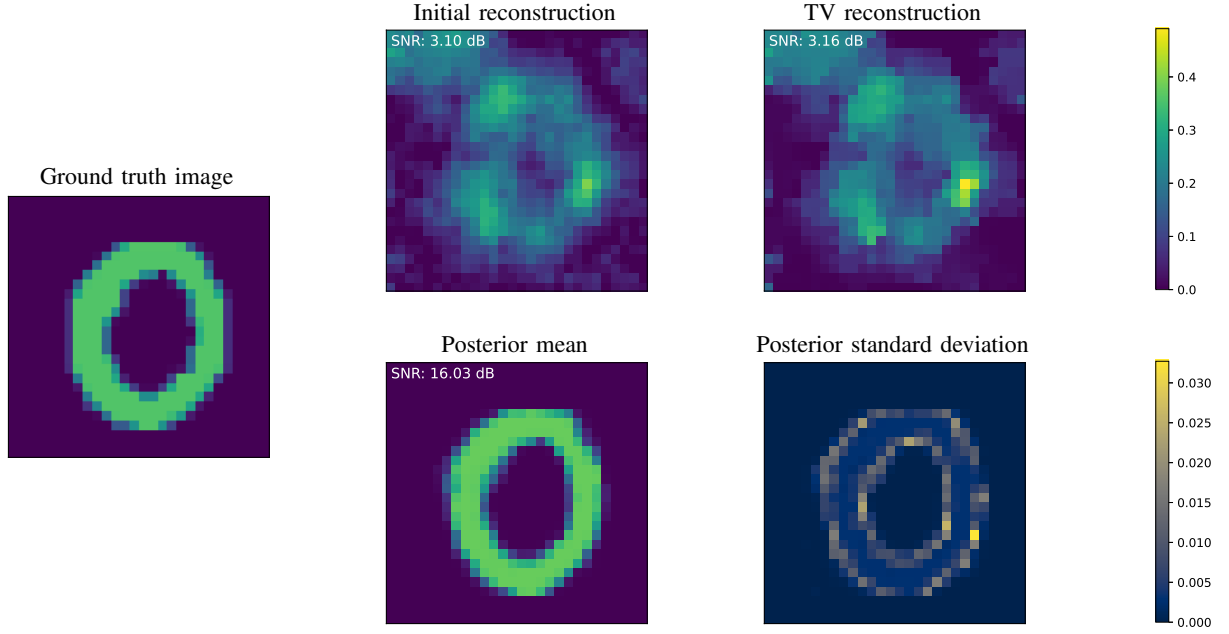 Initial reconstruction
TV reconstruction
SNR: 3.10 dB
SNR: 3.16 dB
0.4
0.3
0.2
0.1
0.0
Ground truth image
Posterior mean
Posterior standard deviation
SNR: 16.03 dB
0.030
0.025
0.020
0.015
0.010
0.005
0.000